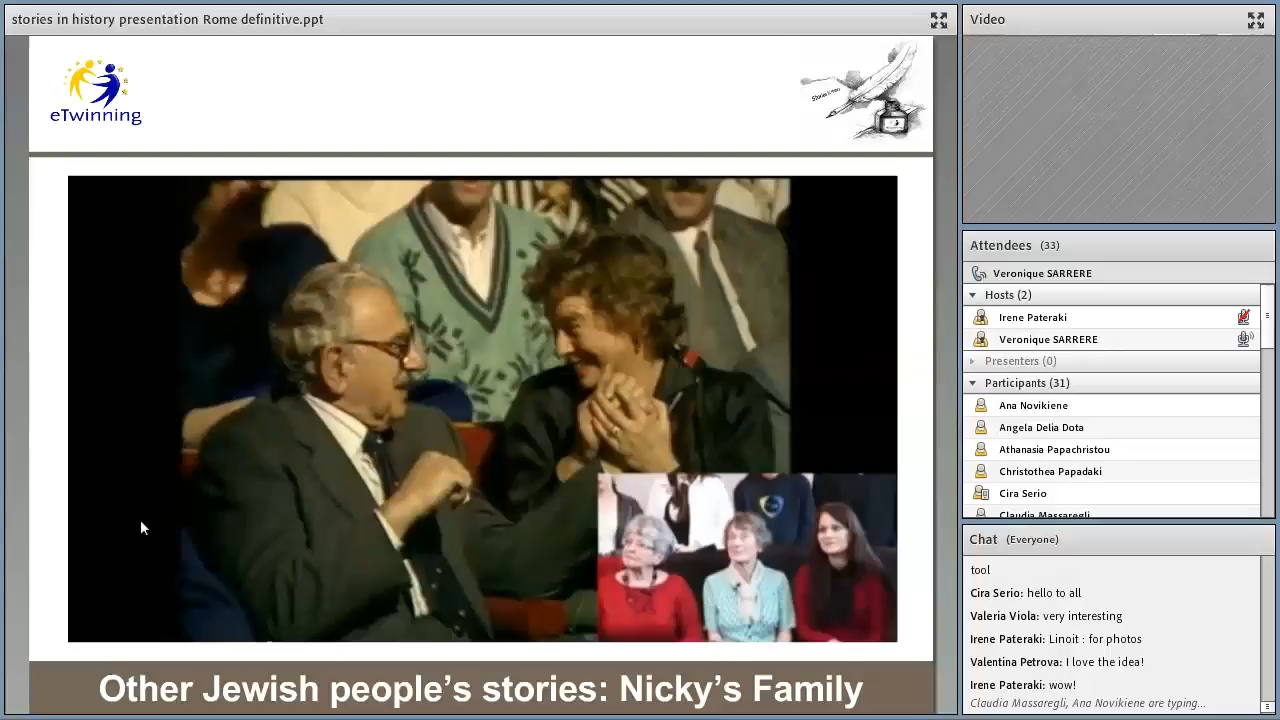 stories in history presentation Rome definitive.ppt
eTwinning
Other Jewish people's stories: Nicky's Family
Video
Attendees (33)
Veronique SARRERE
Hosts (2)
Irene Pateraki
Veronique SARRERE
Presenters (0)
Participants (31)
Ana Novikiene
Angela Delia Dota
Athanasia Papachristou
Christothea Papadaki
Cira Serio
Claudia Massaregli
Chat (Everyone)
tool
Cira Serio: hello to all
Valeria Viola: very interesting
Irene Pateraki: Linoit : for photos
Valentina Petrova: I love the idea!
Irene Pateraki: wow!
Claudia Massaregli, Ana Novikiene are typing...